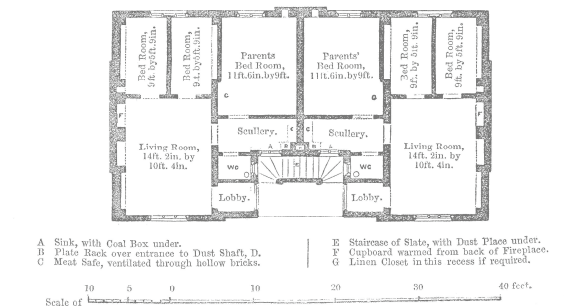 Bed Room,
9ft. by 5ft. 9in.
Bed Room,
9ft. by 5ft. 9in.
Parents
Bed Room,
11ft. 6in. by 9ft.
Parents'
Bed Room,
11ft. 6in. by 9ft.
Bed Room,
9ft. by 5ft. 9in.
Bed Room,
9ft. by 5ft. 9in.
F
G
G
F
Living Room,
14ft. 2in. by
10ft. 4in.
Scullery.
C
C
Scullery.
Living Room,
14ft. 2in. by
10ft. 4in.
A
B
D
B
A
WC
E
WC
Lobby.
Lobby.
A Sink, with Coal Box under.
B Plate Rack over entrance to Dust Shaft, D.
C Meat Safe, ventilated through hollow bricks.
E Staircase of Slate, with Dust Place under.
F Cupboard warmed from back of Fireplace.
G Linen Closet in this recess if required.
Scale of
10 5 0 10 20 30 40 feet.